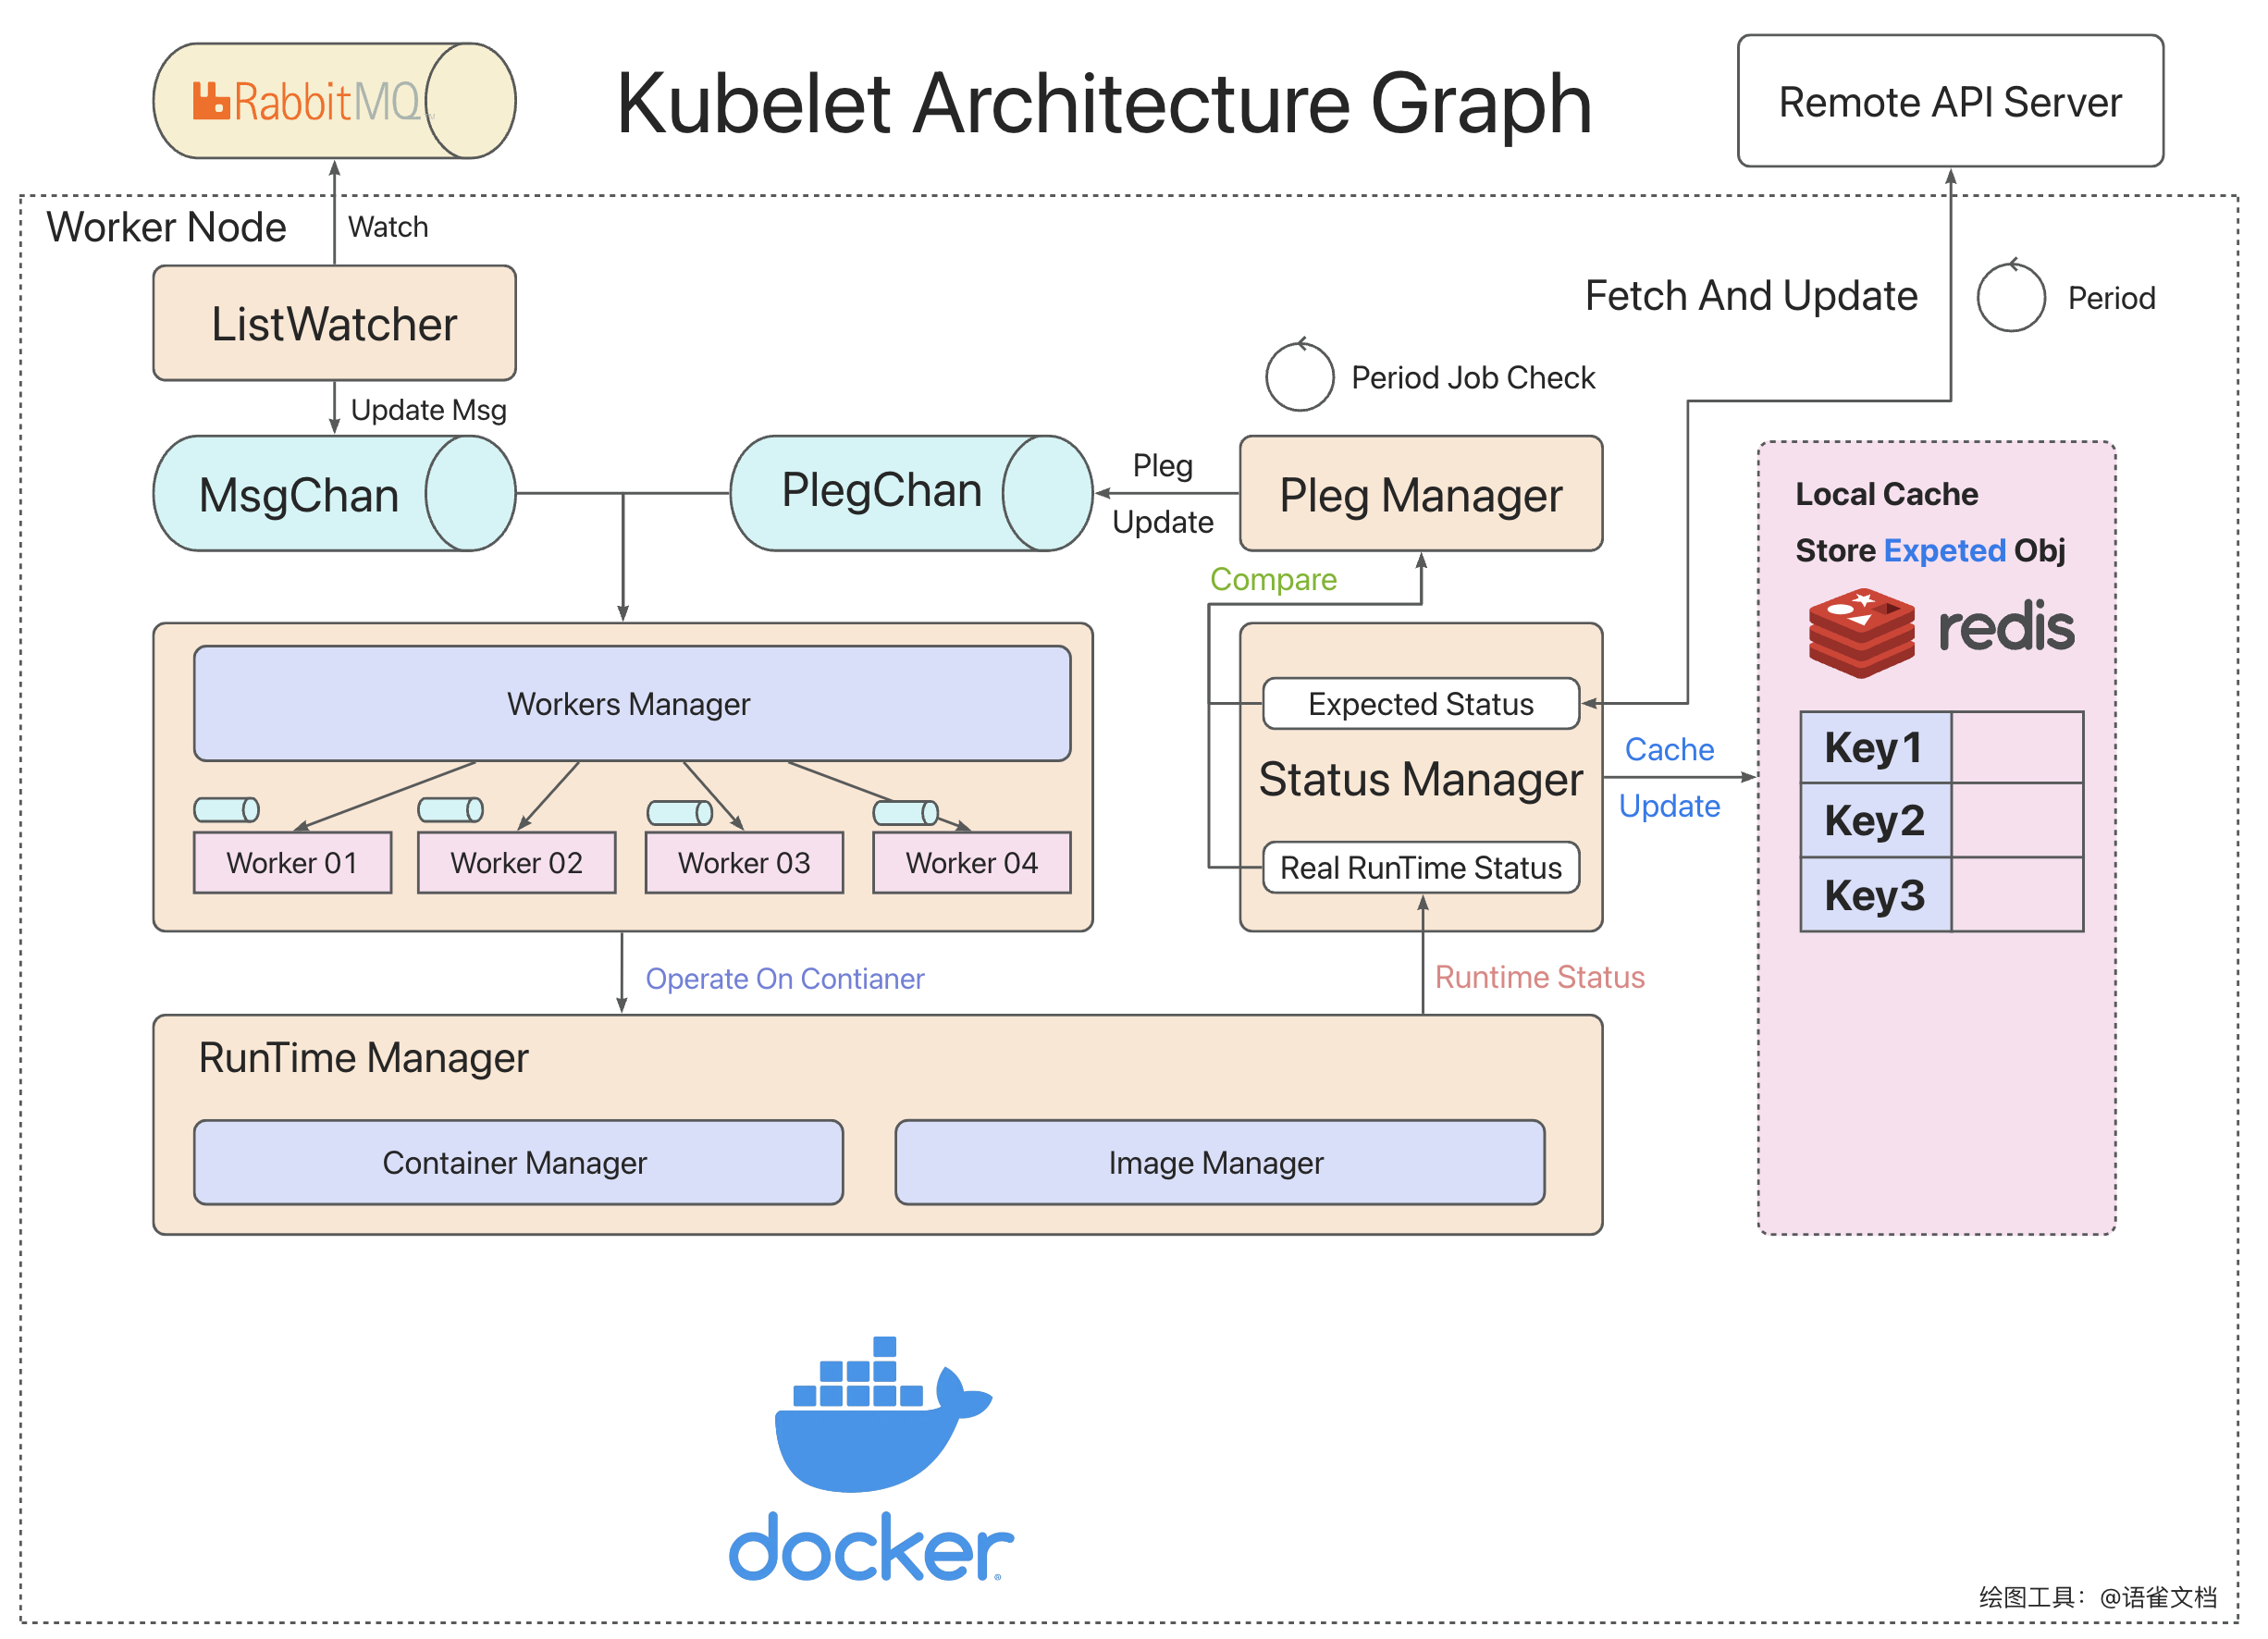 RabbitMQ
Kubelet Architecture Graph
Remote API Server
Worker Node
Watch
ListWatcher
Fetch And Update
Period
Period Job Check
Update Msg
MsgChan
PlegChan
Pleg
Update
Pleg Manager
Local Cache
Store Expeted Obj
redis
Compare
Workers Manager
Expected Status
Status Manager
Real RunTime Status
Cache
Update
Key1
Key2
Key3
Worker 01
Worker 02
Worker 03
Worker 04
Operate On Contianer
Runtime Status
RunTime Manager
Container Manager
Image Manager
docker
绘图工具：@语雀文档